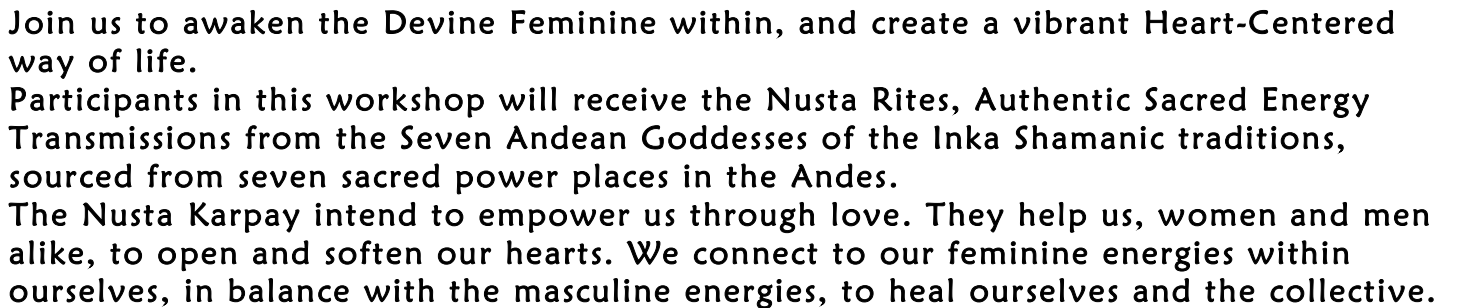 Join us to awaken the Devine Feminine within, and create a vibrant Heart-Centered
way of life.
Participants in this workshop will receive the Nusta Rites, Authentic Sacred Energy
Transmissions from the Seven Andean Goddesses of the Inka Shamanic traditions,
sourced from seven sacred power places in the Andes.
The Nusta Karpay intend to empower us through love. They help us, women and men
alike, to open and soften our hearts. We connect to our feminine energies within
ourselves, in balance with the masculine energies, to heal ourselves and the collective.